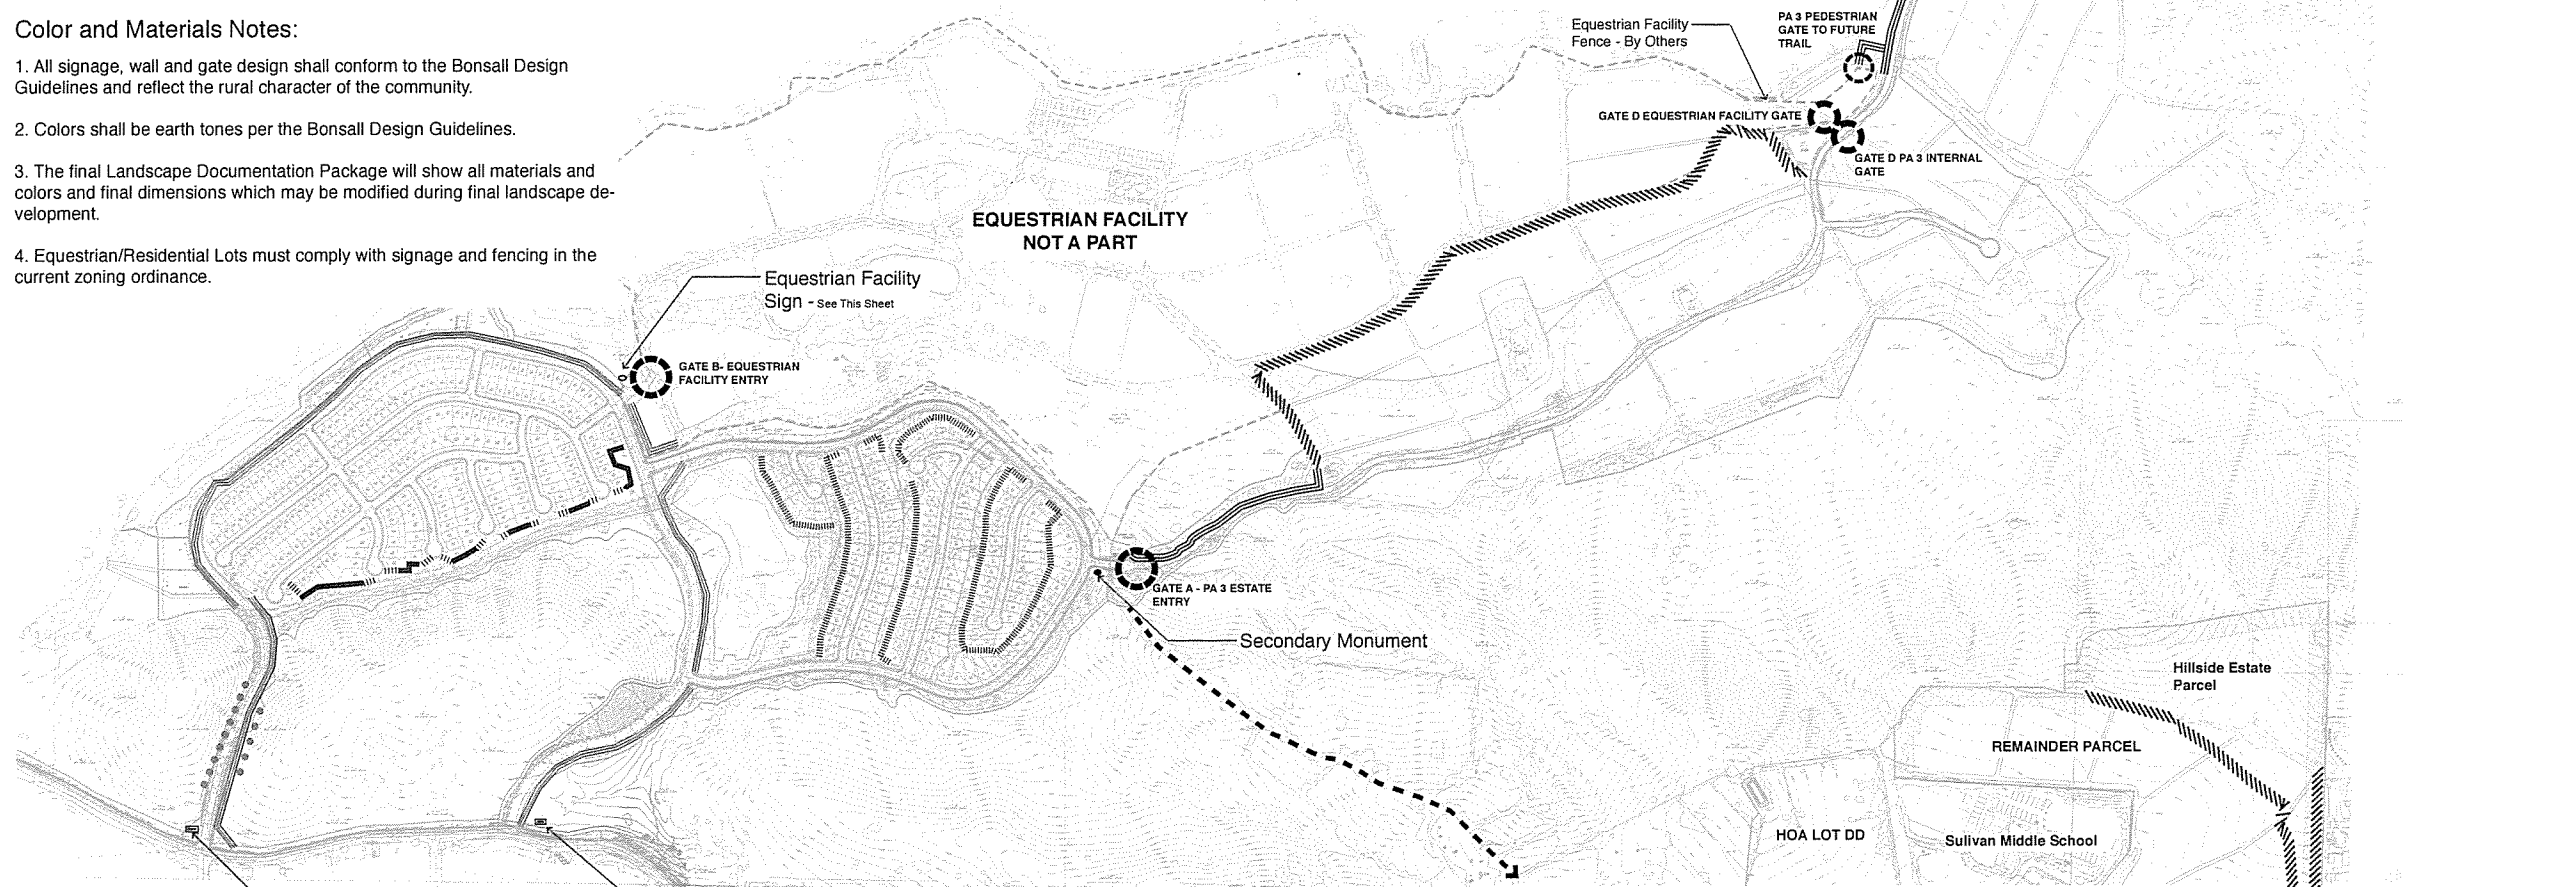 Color and Materials Notes:
1. All signage, wall and gate design shall conform to the Bonsall Design
Guidelines and reflect the rural character of the community.
2. Colors shall be earth tones per the Bonsall Design Guidelines.
3. The final Landscape Documentation Package will show all materials and
colors and final dimensions which may be modified during final landscape de-
velopment.
4. Equestrian/Residential Lots must comply with signage and fencing in the
current zoning ordinance.
Equestrian Facility
Fence - By Others
PA 3 PEDESTRIAN
GATE TO FUTURE
TRAIL
GATE D EQUESTRIAN FACILITY GATE
GATE D PA 3 INTERNAL
GATE
EQUESTRIAN FACILITY
NOT A PART
Equestrian Facility
Sign - See This Sheet
GATE B- EQUESTRIAN
FACILITY ENTRY
GATE A - PA 3 ESTATE
ENTRY
Secondary Monument
Hillside Estate
Parcel
REMAINDER PARCEL
HOA LOT DD
Sulivan Middle School